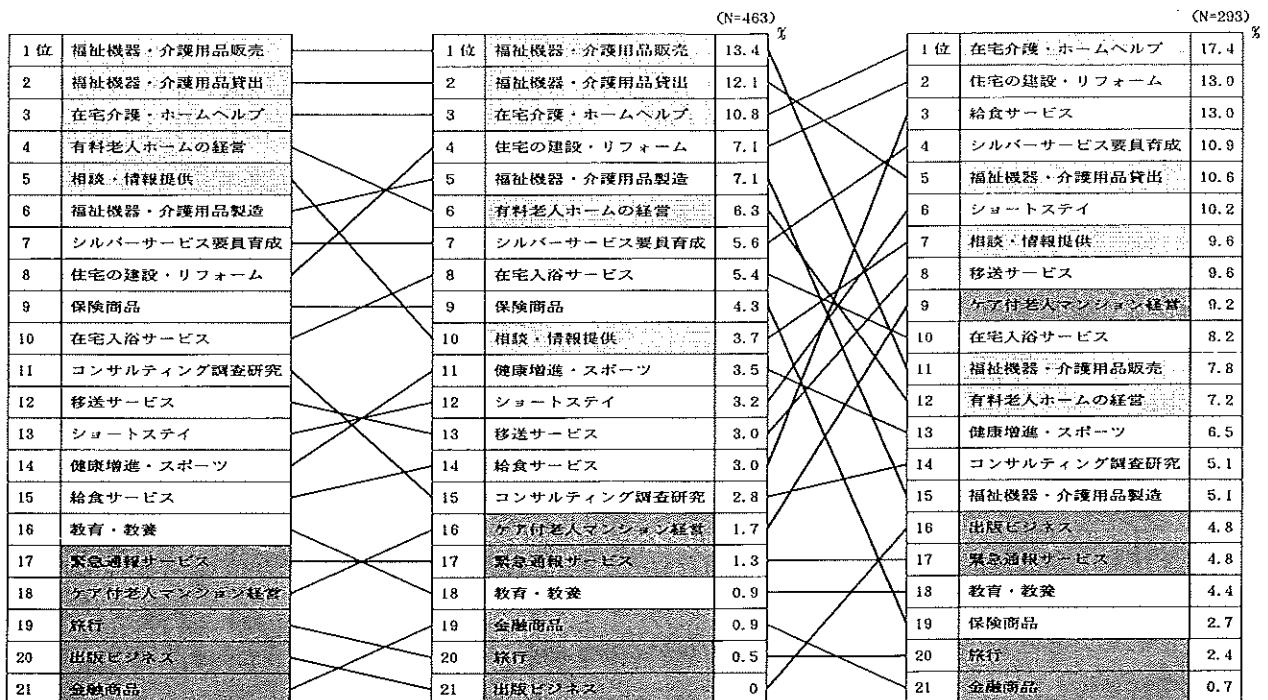 (N=463)
(N=293)
%
%
1位 福祉機器・介護用品販売
2 福祉機器・介護用品貸出
3 在宅介護・ホームヘルプ
4 有料老人ホームの経営
5 相談・情報提供
6 福祉機器・介護用品製造
7 シルバーサービス要員育成
8 住宅の建設・リフォーム
9 保険商品
10 在宅入浴サービス
11 コンサルティング調査研究
12 移送サービス
13 ショートステイ
14 健康増進・スポーツ
15 給食サービス
16 教育・教養
17 緊急通報サービス
18 ケア付老人マンション経営
19 旅行
20 出版ビジネス
21 金融商品
1位 福祉機器・介護用品販売 13.4
2 福祉機器・介護用品貸出 12.1
3 在宅介護・ホームヘルプ 10.8
4 住宅の建設・リフォーム 7.1
5 福祉機器・介護用品製造 7.1
6 有料老人ホームの経営 6.3
7 シルバーサービス要員育成 5.6
8 在宅入浴サービス 5.4
9 保険商品 4.3
10 相談・情報提供 3.7
11 健康増進・スポーツ 3.5
12 ショートステイ 3.2
13 移送サービス 3.0
14 給食サービス 3.0
15 コンサルティング調査研究 2.8
16 ケア付老人マンション経営 1.7
17 緊急通報サービス 1.3
18 教育・教養 0.9
19 金融商品 0.9
20 旅行 0.5
21 出版ビジネス 0
1位 在宅介護・ホームヘルプ 17.4
2 住宅の建設・リフォーム 13.0
3 給食サービス 13.0
4 シルバーサービス要員育成 10.9
5 福祉機器・介護用品貸出 10.6
6 ショートステイ 10.2
7 相談・情報提供 9.6
8 移送サービス 9.6
9 ケア付老人マンション経営 9.2
10 在宅入浴サービス 8.2
11 福祉機器・介護用品販売 7.8
12 有料老人ホームの経営 7.2
13 健康増進・スポーツ 6.5
14 コンサルティング調査研究 5.1
15 福祉機器・介護用品製造 5.1
16 出版ビジネス 4.8
17 緊急通報サービス 4.8
18 教育・教養 4.4
19 保険商品 2.7
20 旅行 2.4
21 金融商品 0.7